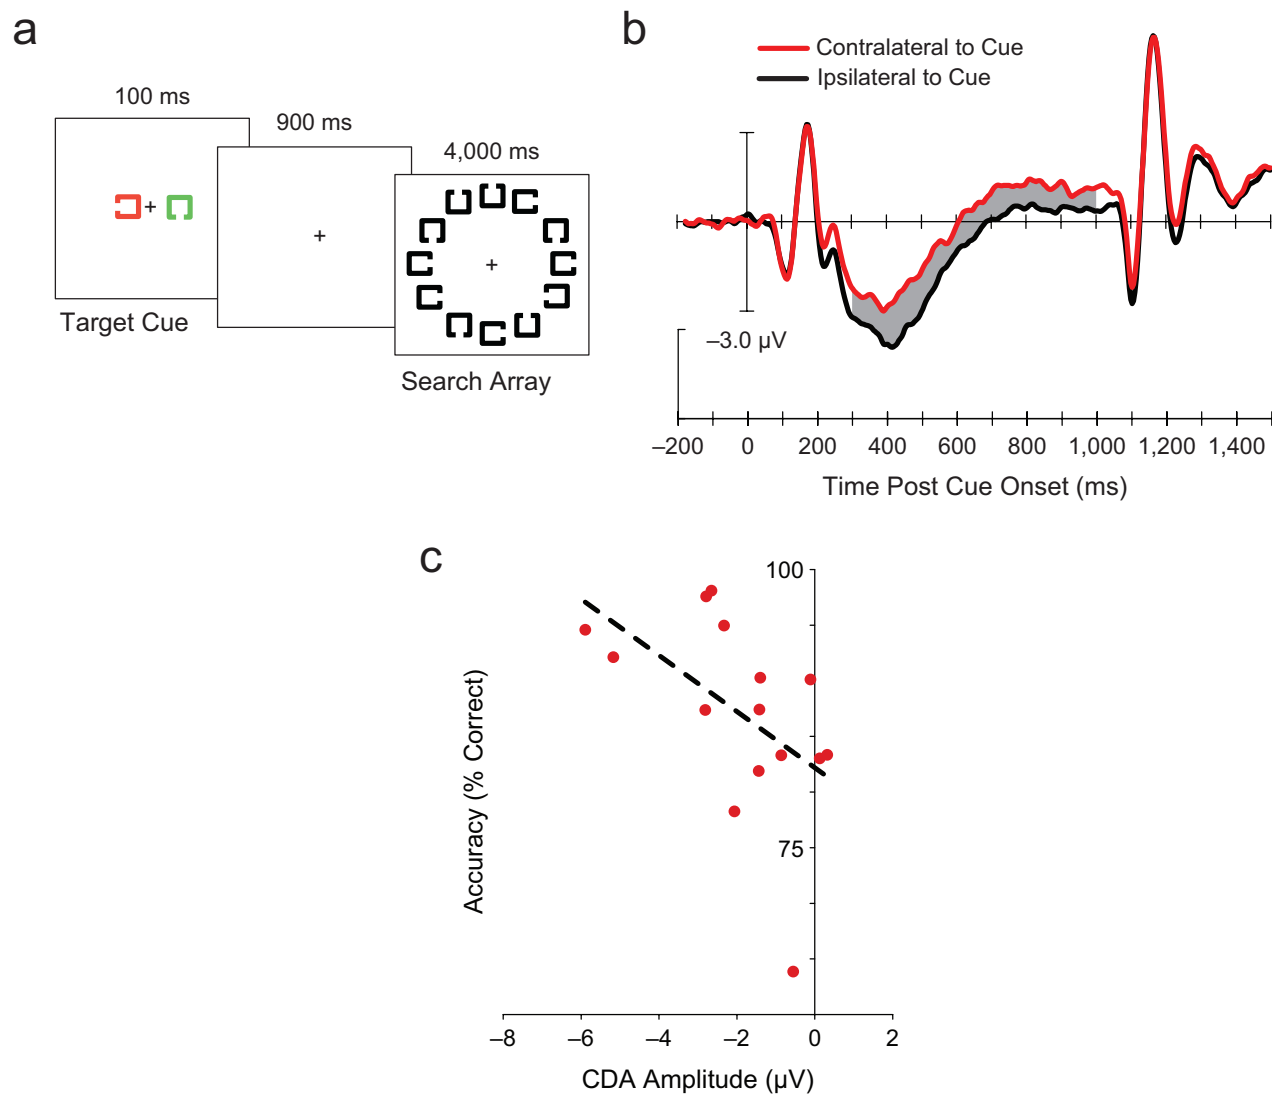 a
100 ms
900 ms
4,000 ms
+
+
+
Target Cue
Search Array
b
Contralateral to Cue
Ipsilateral to Cue
–3.0 µV
–200 0 200 400 600 800 1,000 1,200 1,400
Time Post Cue Onset (ms)
c
100
75
Accuracy (% Correct)
–8 –6 –4 –2 0 2
CDA Amplitude (µV)